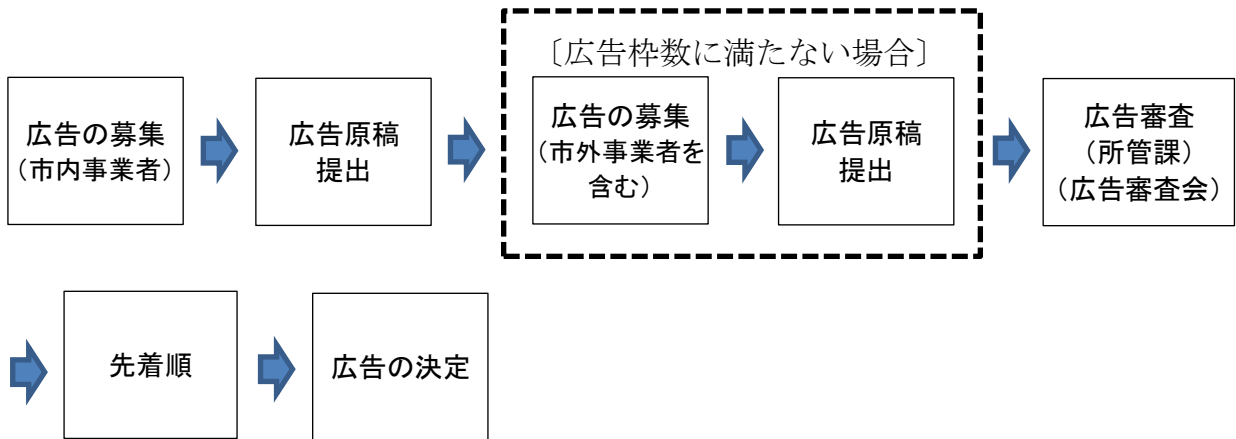 広告の募集
（市内事業者）
広告原稿
提出
〔広告枠数に満たない場合〕
広告の募集
（市外事業者を
含む）
広告原稿
提出
広告審査
（所管課）
（広告審査会）
先着順
広告の決定